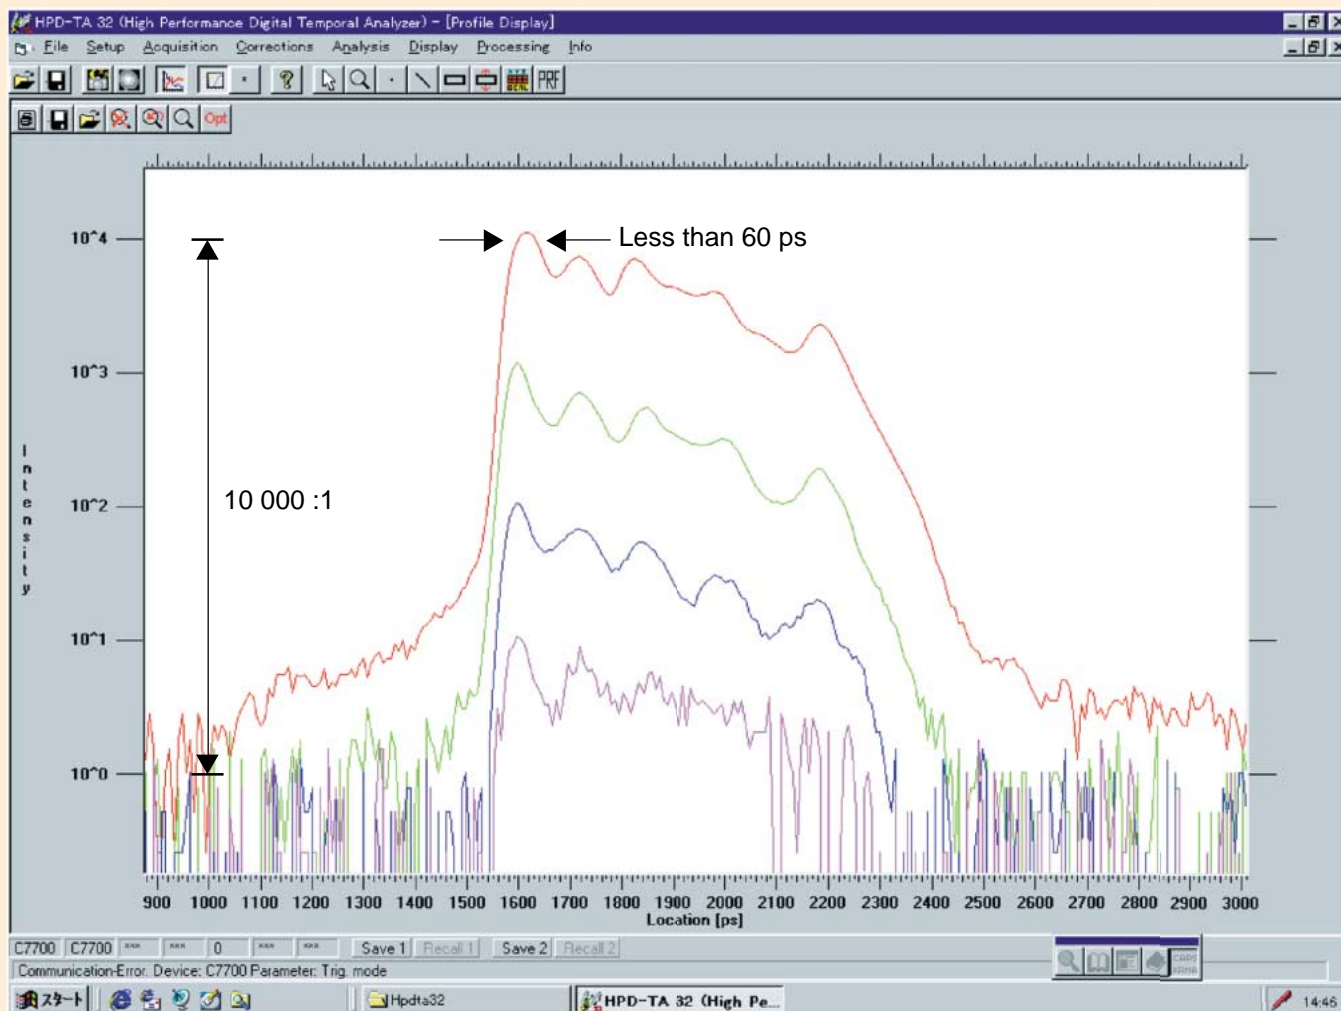 HPD-TA 32 (High Performance Digital Temporal Analyzer) - [Profile Display]
File Setup Acquisition Corrections Analysis Display Processing Info
PRF
Opt
10^4
Less than 60 ps
10^3
Intensity
10^2
10 000 :1
10^1
10^0
900 1000 1100 1200 1300 1400 1500 1600 1700 1800 1900 2000 2100 2200 2300 2400 2500 2600 2700 2800 2900 3000
Location [ps]
C7700 C7700 *** *** 0 *** *** Save 1 Recall 1 Save 2 Recall 2
CAPS
KANA
Communication-Error. Device: C7700 Parameter: Trig. mode
スタート Hpdta32 HPD-TA 32 (High Pe... 14:46